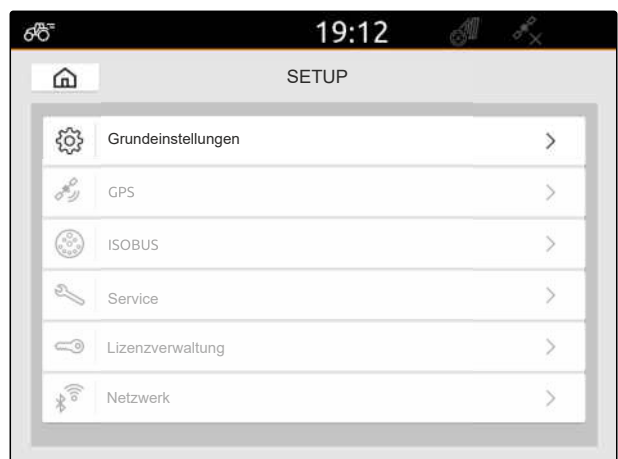 19:12
SETUP
Grundeinstellungen
GPS
ISOBUS
Service
Lizenzverwaltung
Netzwerk